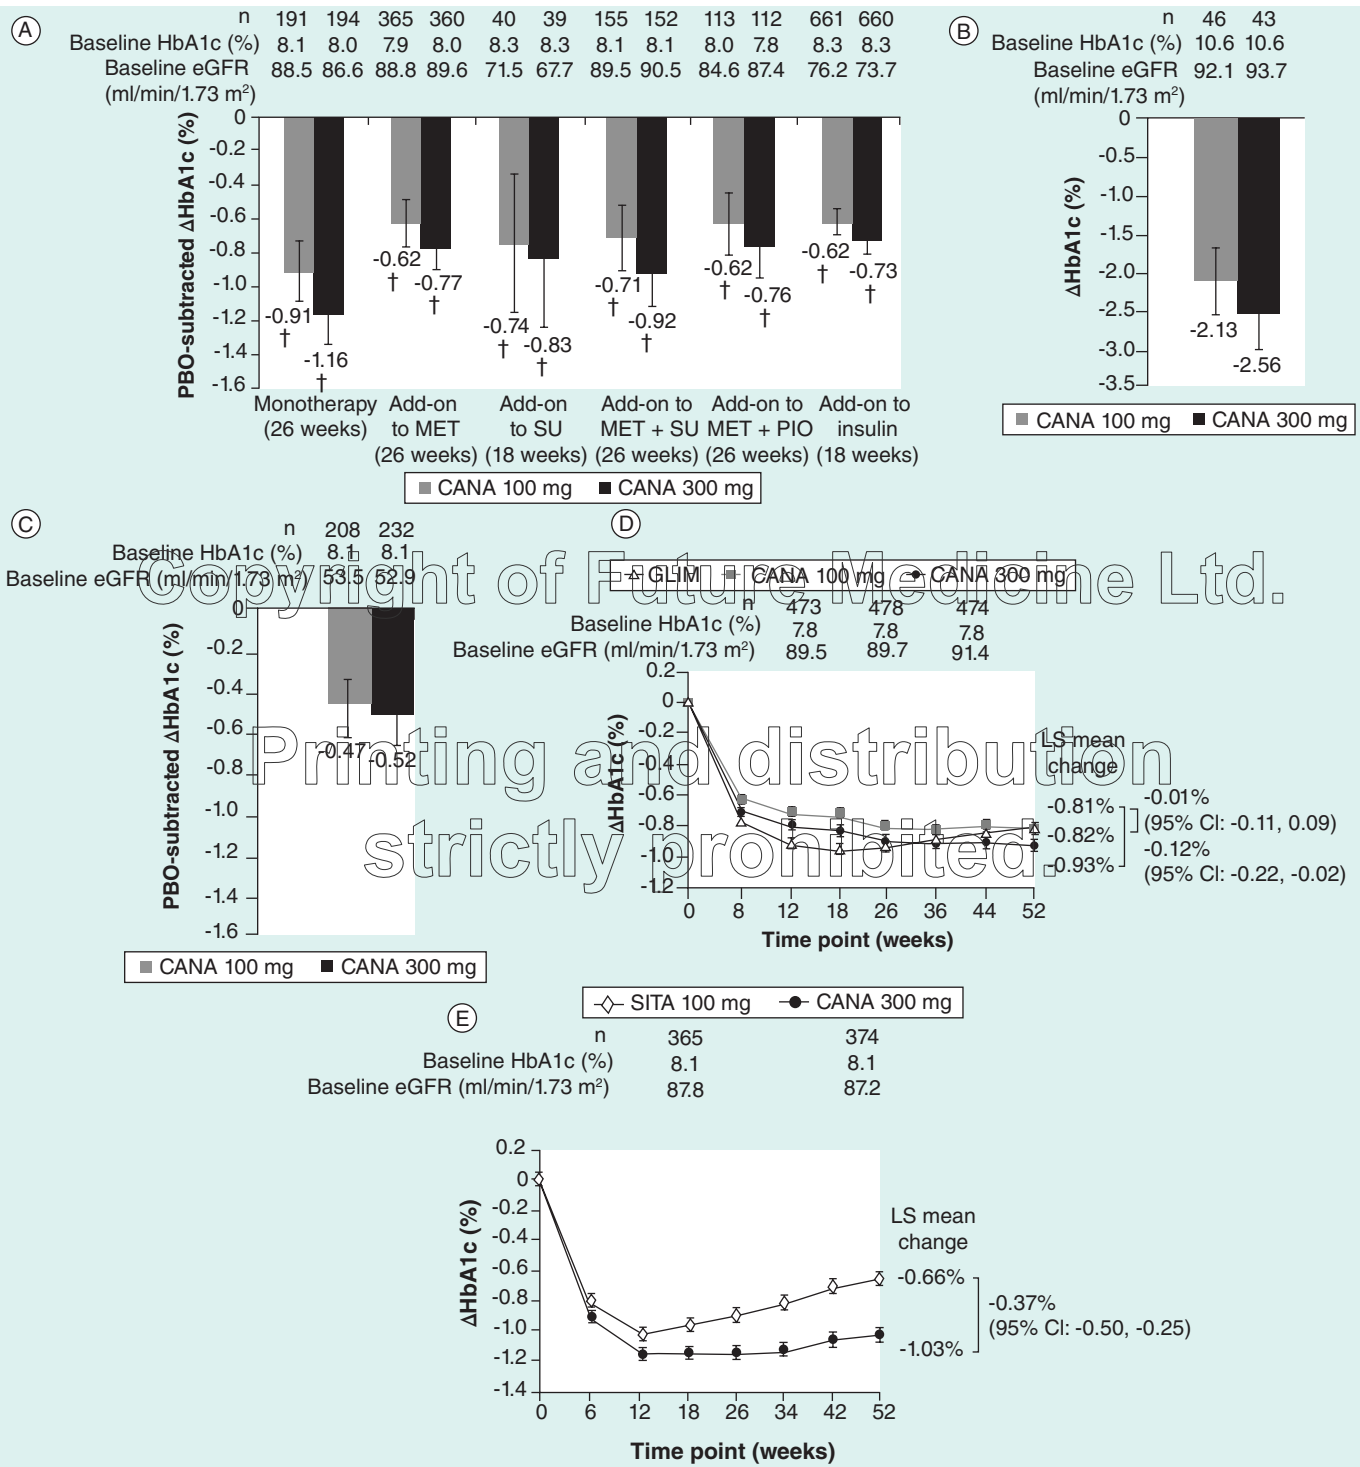 A
n 191 194 365 360 40 39 155 152 113 112 661 660
Baseline HbA1c (%) 8.1 8.0 7.9 8.0 8.3 8.3 8.1 8.1 8.0 7.8 8.3 8.3
Baseline eGFR 88.5 86.6 88.8 89.6 71.5 67.7 89.5 90.5 84.6 87.4 76.2 73.7
(ml/min/1.73 m²)
PBO-subtracted ΔHbA1c (%)
0
-0.2
-0.4
-0.6
-0.8
-1.0
-1.2
-1.4
-1.6
-0.91
†
-1.16
†
-0.62
†
-0.77
†
-0.74
†
-0.83
†
-0.71
†
-0.92
†
-0.62
†
-0.76
†
-0.62
†
-0.73
†
Monotherapy
(26 weeks)
Add-on
to MET
(26 weeks)
Add-on
to SU
(18 weeks)
Add-on to
MET + SU
(26 weeks)
Add-on to
MET + PIO
(26 weeks)
Add-on to
insulin
(18 weeks)
CANA 100 mg CANA 300 mg
B
n 46 43
Baseline HbA1c (%) 10.6 10.6
Baseline eGFR 92.1 93.7
(ml/min/1.73 m²)
ΔHbA1c (%)
0
-0.5
-1.0
-1.5
-2.0
-2.5
-3.0
-3.5
-2.13
-2.56
CANA 100 mg CANA 300 mg
C
n 208 232
Baseline HbA1c (%) 8.1 8.1
Baseline eGFR (ml/min/1.73 m²) 53.5 52.9
PBO-subtracted ΔHbA1c (%)
0
-0.2
-0.4
-0.6
-0.8
-1.0
-1.2
-1.4
-1.6
-0.47
-0.52
CANA 100 mg CANA 300 mg
D
GLIM CANA 100 mg CANA 300 mg
n 473 478 474
Baseline HbA1c (%) 7.8 7.8 7.8
Baseline eGFR (ml/min/1.73 m²) 89.5 89.7 91.4
ΔHbA1c (%)
0.2
0
-0.2
-0.4
-0.6
-0.8
-1.0
-1.2
0 8 12 18 26 36 44 52
Time point (weeks)
LS mean
change
-0.81%
-0.82%
-0.93%
-0.01%
(95% CI: -0.11, 0.09)
-0.12%
(95% CI: -0.22, -0.02)
Copyright of Future Medicine Ltd.
Printing and distribution
strictly prohibited.
E
SITA 100 mg CANA 300 mg
n 365 374
Baseline HbA1c (%) 8.1 8.1
Baseline eGFR (ml/min/1.73 m²) 87.8 87.2
ΔHbA1c (%)
0.2
0
-0.2
-0.4
-0.6
-0.8
-1.0
-1.2
-1.4
0 6 12 18 26 34 42 52
Time point (weeks)
LS mean
change
-0.66%
-1.03%
-0.37%
(95% CI: -0.50, -0.25)